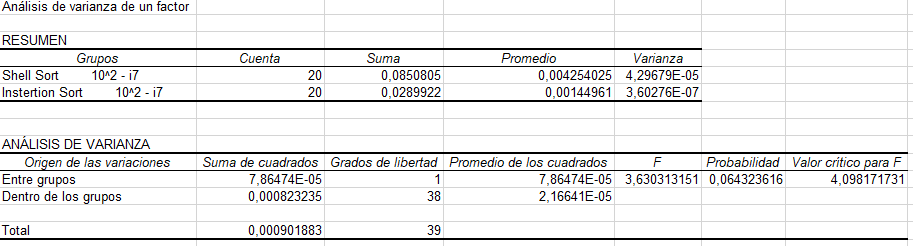 Análisis de varianza de un factor
RESUMEN
Grupos Cuenta Suma Promedio Varianza
Shell Sort 10^2 - i7 20 0,0850805 0,004254025 4,29679E-05
Instertion Sort 10^2 - i7 20 0,0289922 0,00144961 3,60276E-07
ANÁLISIS DE VARIANZA
Origen de las variaciones Suma de cuadrados Grados de libertad Promedio de los cuadrados F Probabilidad Valor crítico para F
Entre grupos 7,86474E-05 1 7,86474E-05 3,630313151 0,064323616 4,098171731
Dentro de los grupos 0,000823235 38 2,16641E-05
Total 0,000901883 39